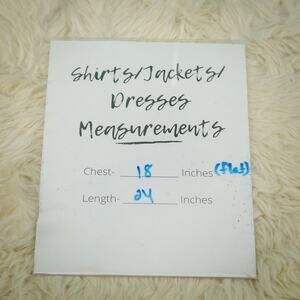 Shirts/Jackets/
Dresses
Measurements
Chest- 18 Inches (flat)
Length- 24 Inches